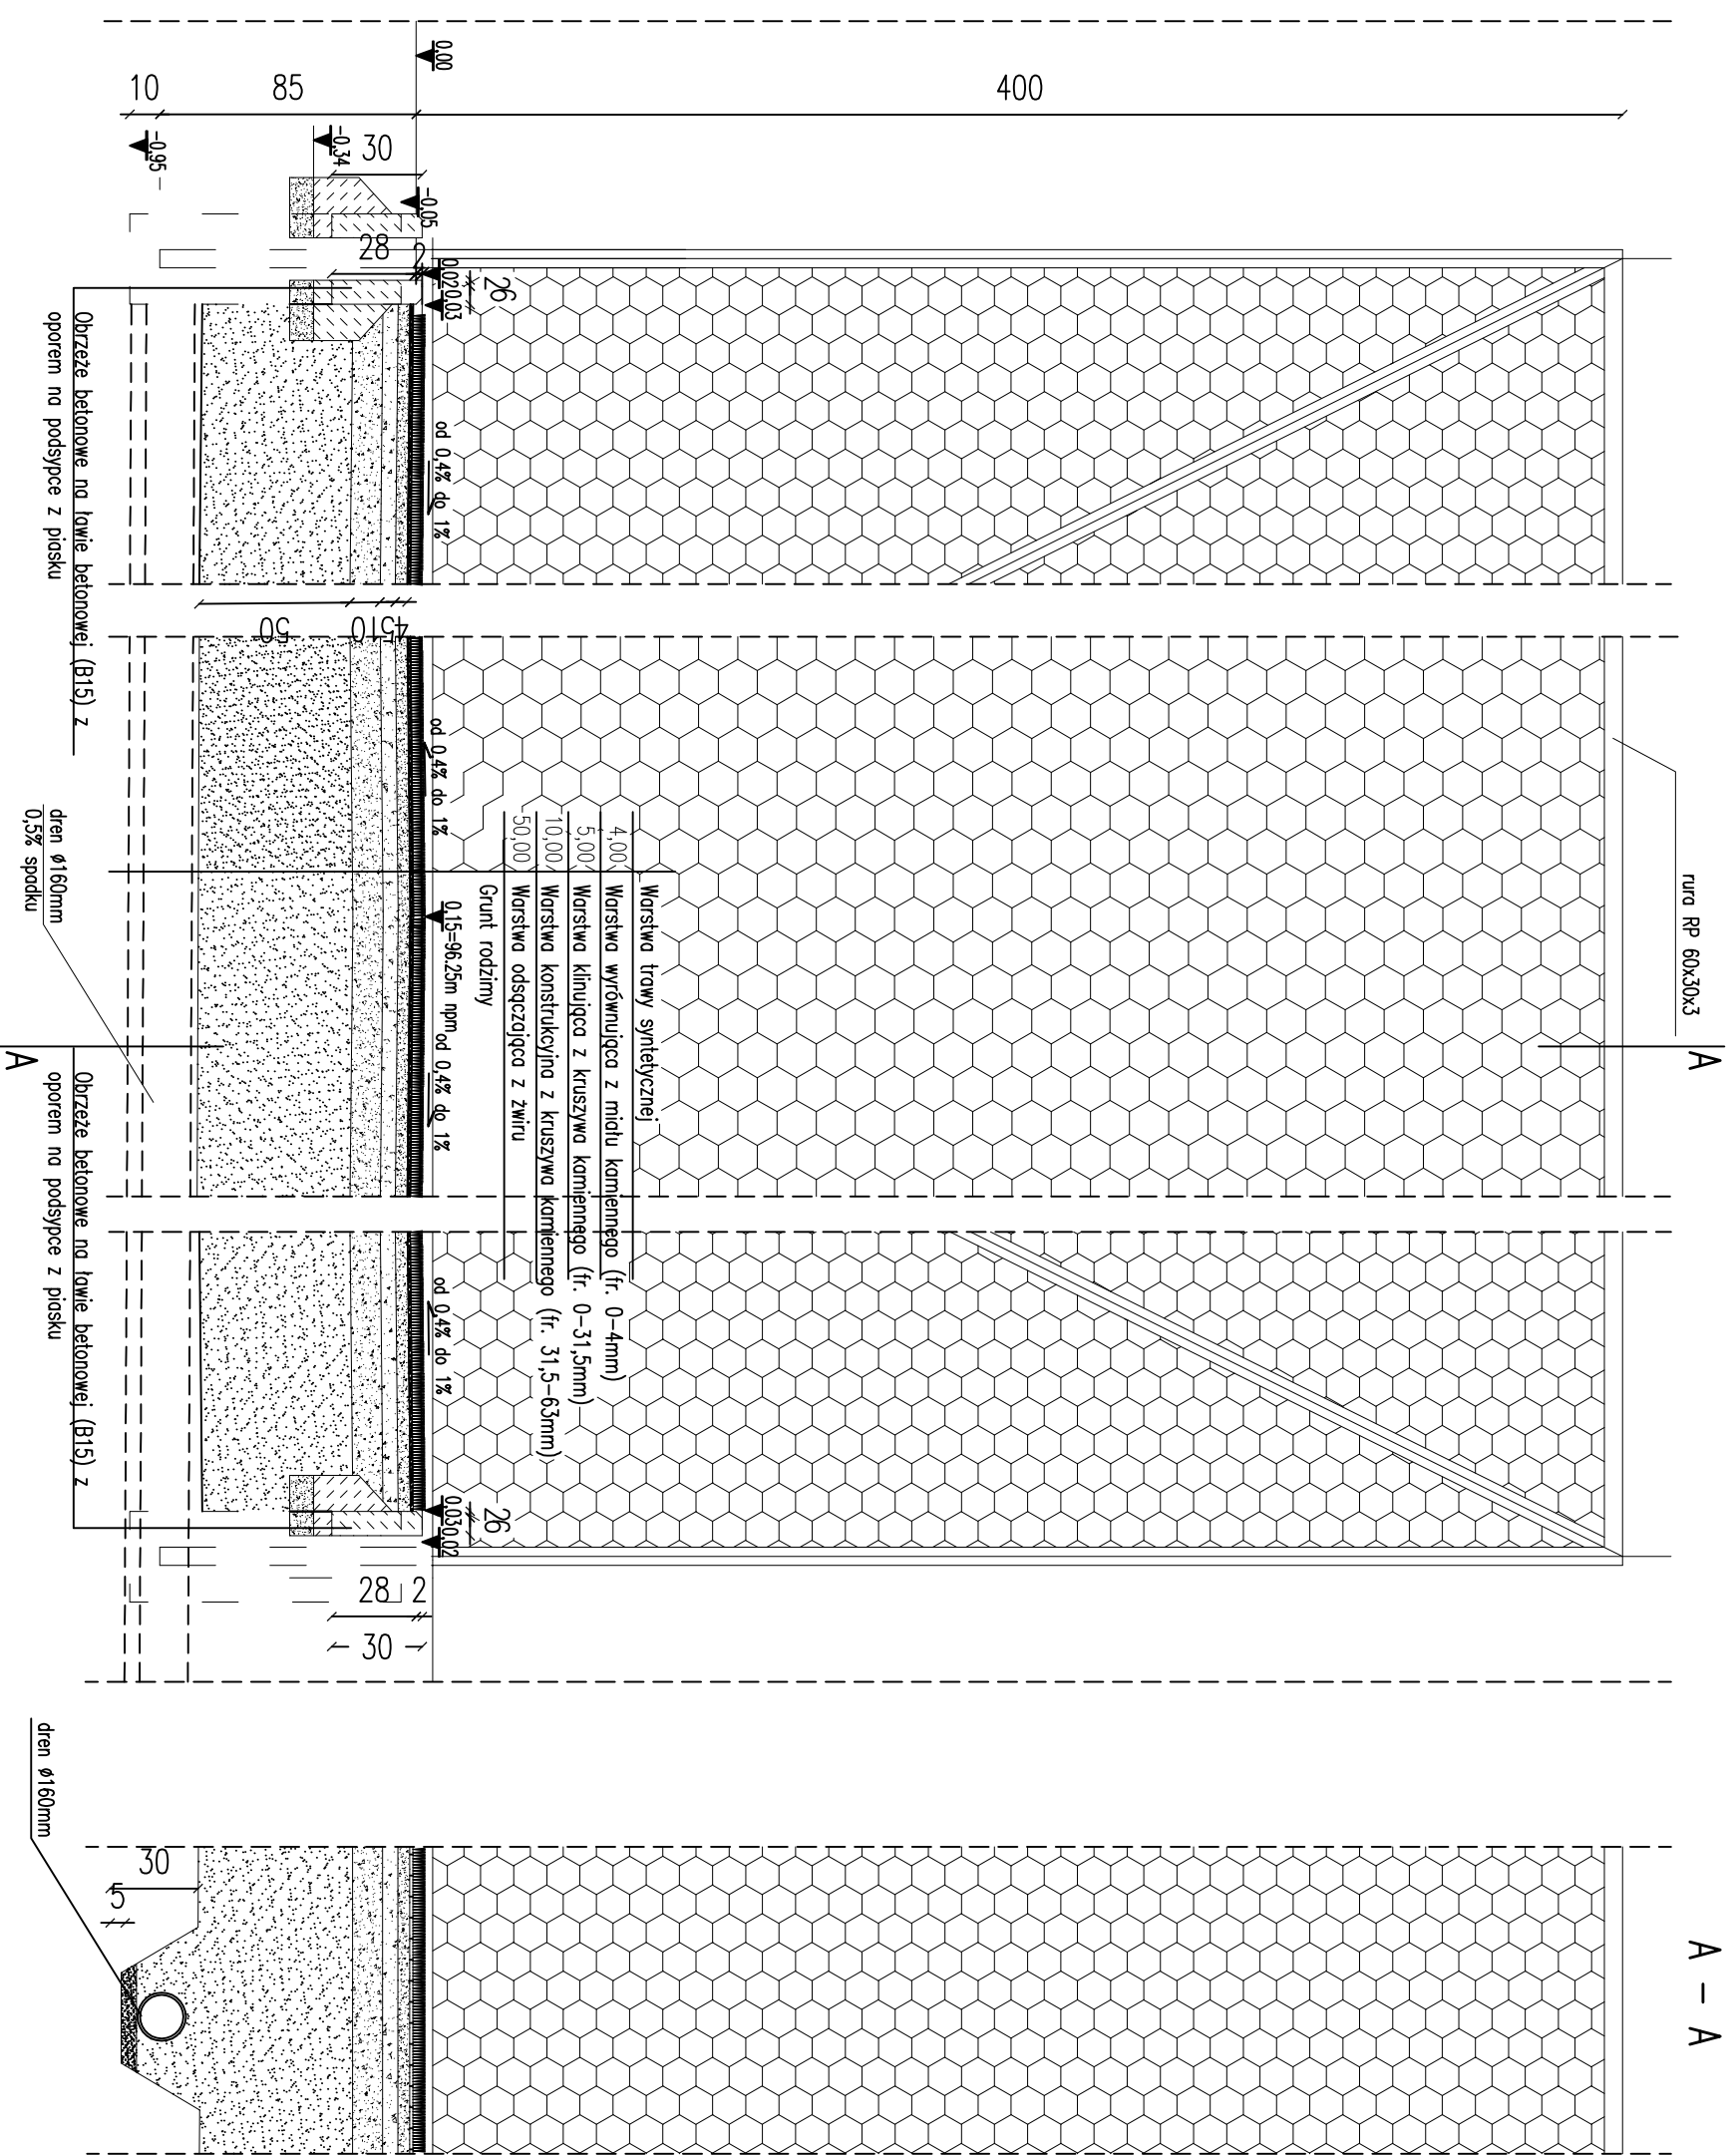 A - A
rura RP 60x30x3
A
400
0,00
85
10
30
-0,34
-0,95
-0,05
28
2
0,02
0,03
26
od 0,4% do 1%
od 0,4% do 1%
Warstwa trawy syntetycznej
4,00 Warstwa wyrównująca z miału kamiennego (fr. 0-4mm)
5,00 Warstwa klinująca z kruszywa kamiennego (fr. 0-31,5mm)
10,00 Warstwa konstrukcyjna z kruszywa kamiennego (fr. 31,5-63mm)
50,00 Warstwa odsączająca z żwiru
Grunt rodzimy
0,15=96.25m npm
od 0,4% do 1%
od 0,4% do 1%
26
0,03
0,02
28
2
30
4
5
10
50
30
5
Obrzeże betonowe na ławie betonowej (B15) z
oporem na podsypce z piasku
dren ø160mm
0,5% spadku
A
Obrzeże betonowe na ławie betonowej (B15) z
oporem na podsypce z piasku
dren ø160mm